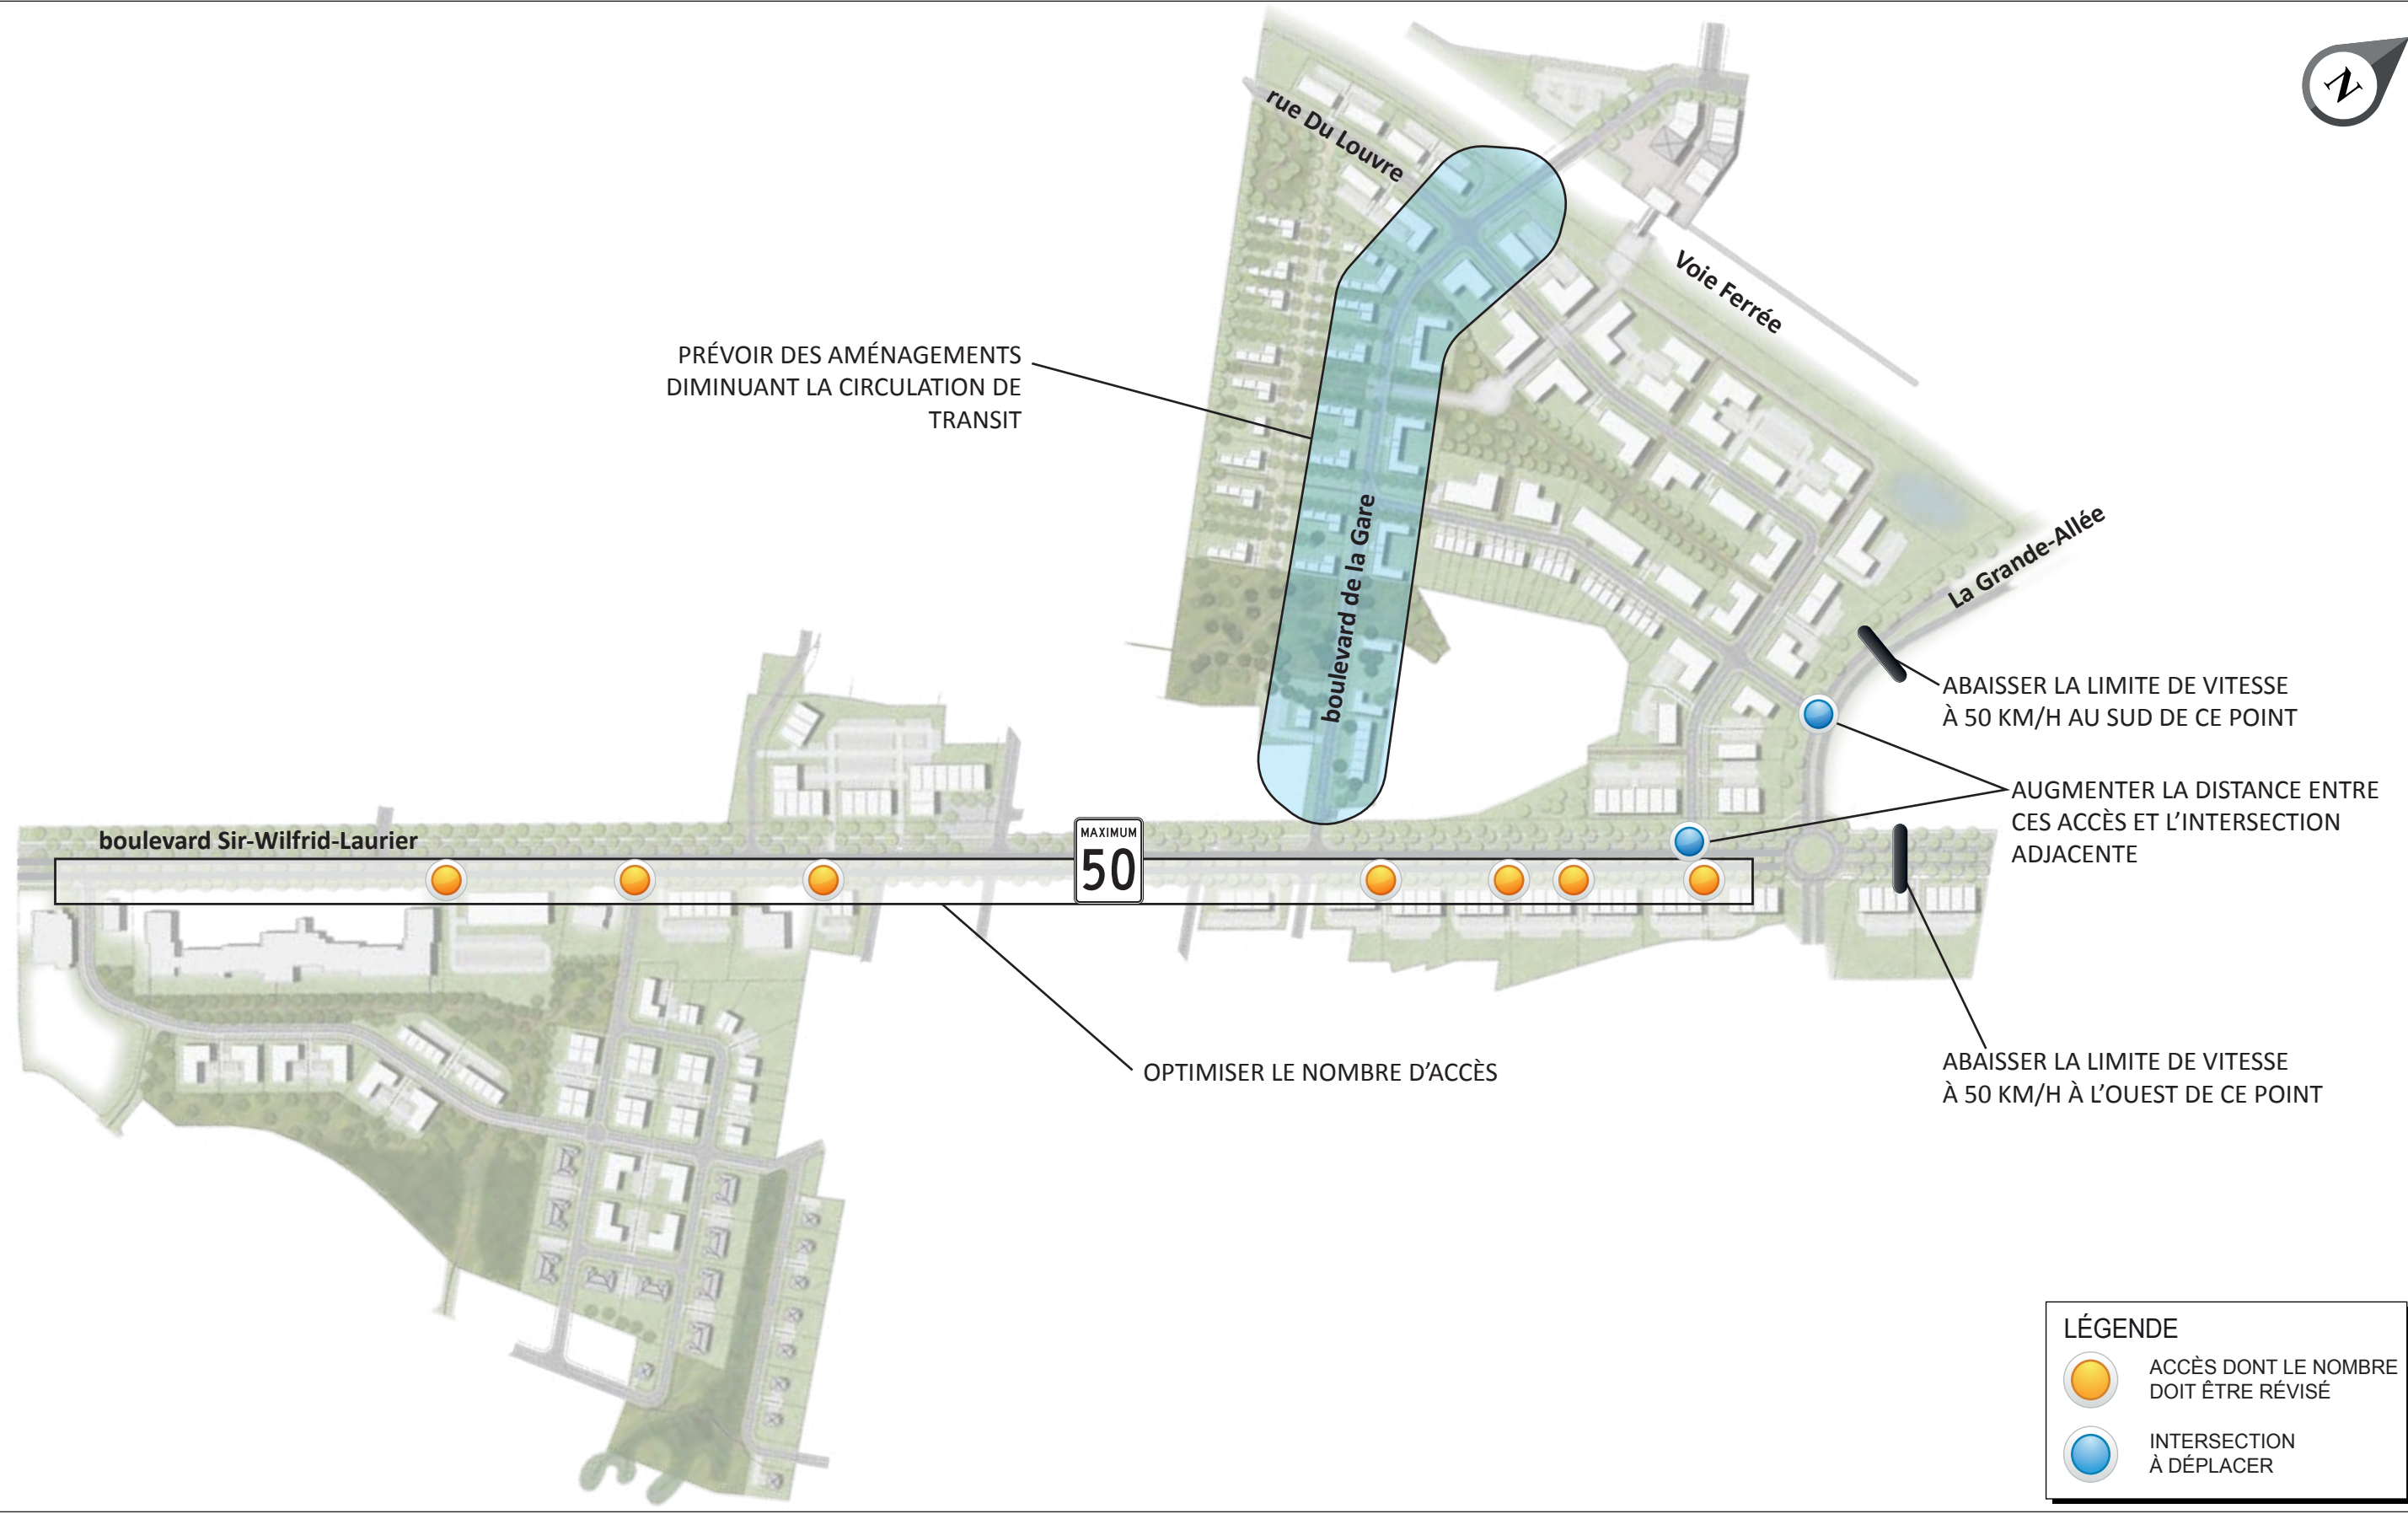 N
rue Du Louvre
Voie Ferrée
PRÉVOIR DES AMÉNAGEMENTS
DIMINUANT LA CIRCULATION DE
TRANSIT
boulevard de la Gare
La Grande-Allée
ABAISSER LA LIMITE DE VITESSE
À 50 KM/H AU SUD DE CE POINT
AUGMENTER LA DISTANCE ENTRE
CES ACCÈS ET L’INTERSECTION
ADJACENTE
boulevard Sir-Wilfrid-Laurier
MAXIMUM
50
OPTIMISER LE NOMBRE D’ACCÈS
ABAISSER LA LIMITE DE VITESSE
À 50 KM/H À L’OUEST DE CE POINT
LÉGENDE
ACCÈS DONT LE NOMBRE
DOIT ÊTRE RÉVISÉ
INTERSECTION
À DÉPLACER